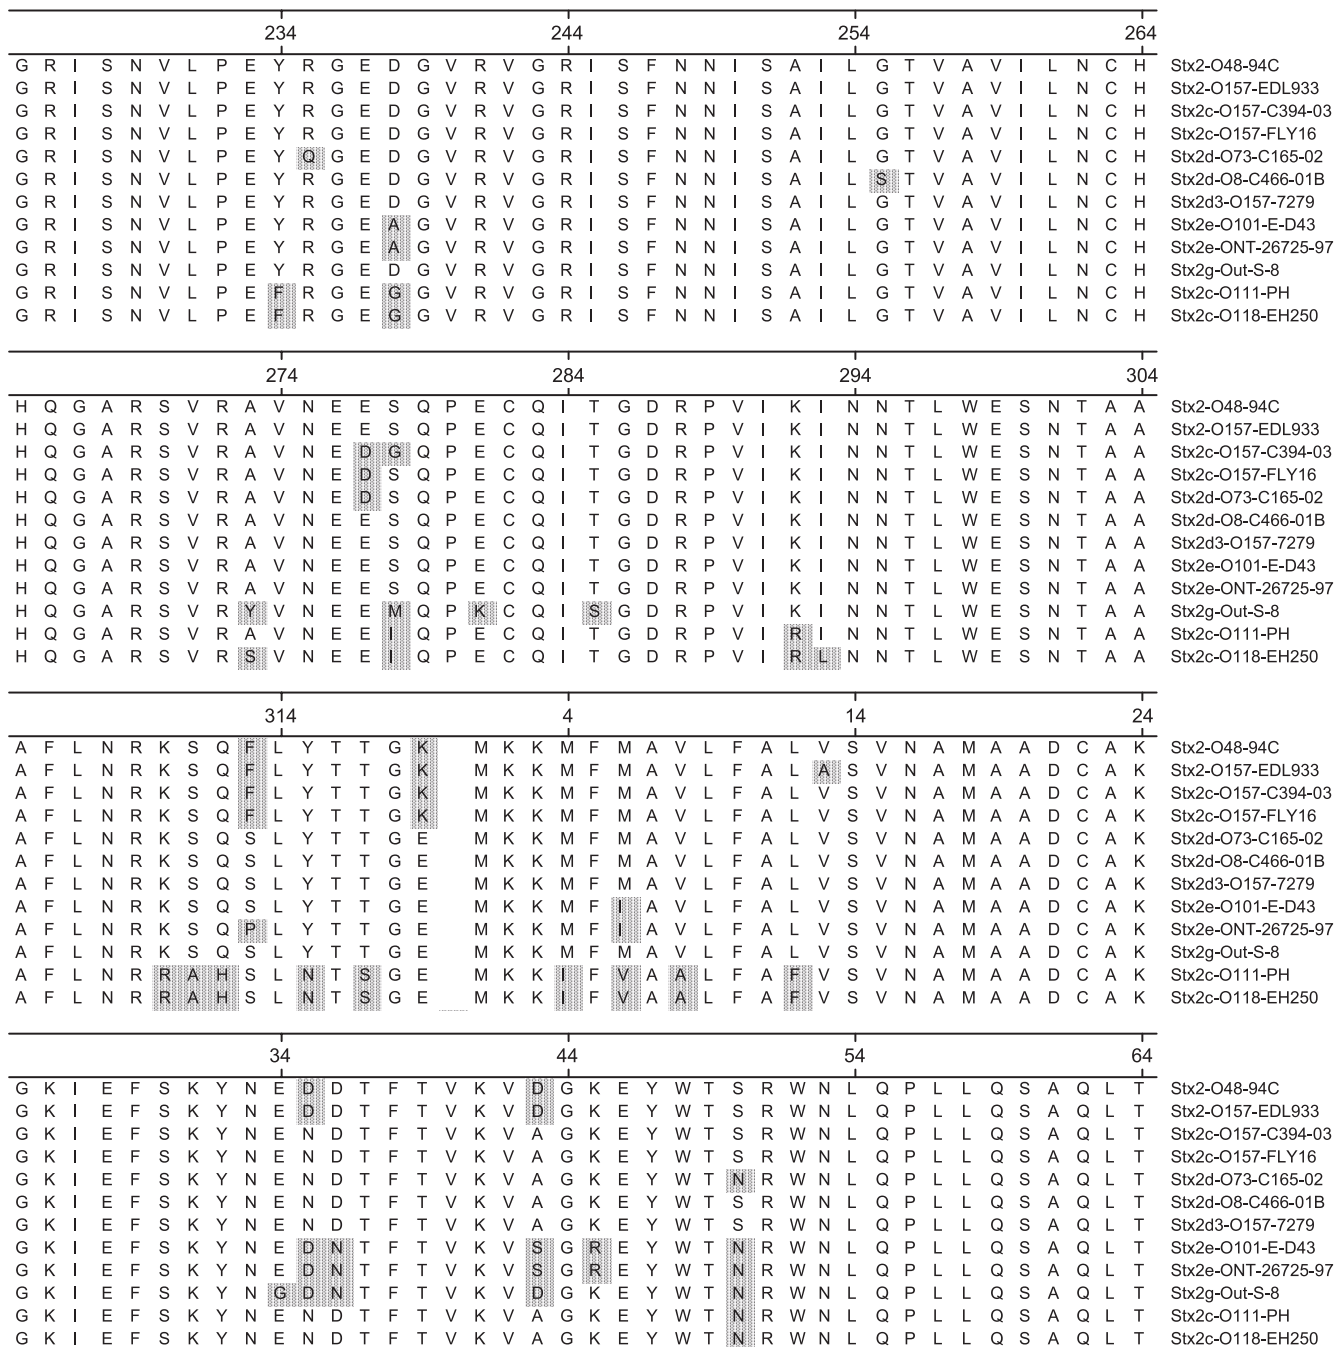 234 244 254 264
G R I S N V L P E Y R G E D G V R V G R I S F N N I S A I L G T V A V I L N C H Stx2-O48-94C
G R I S N V L P E Y R G E D G V R V G R I S F N N I S A I L G T V A V I L N C H Stx2-O157-EDL933
G R I S N V L P E Y R G E D G V R V G R I S F N N I S A I L G T V A V I L N C H Stx2c-O157-C394-03
G R I S N V L P E Y R G E D G V R V G R I S F N N I S A I L G T V A V I L N C H Stx2c-O157-FLY16
G R I S N V L P E Y Q G E D G V R V G R I S F N N I S A I L G T V A V I L N C H Stx2d-O73-C165-02
G R I S N V L P E Y R G E D G V R V G R I S F N N I S A I L S T V A V I L N C H Stx2d-O8-C466-01B
G R I S N V L P E Y R G E D G V R V G R I S F N N I S A I L G T V A V I L N C H Stx2d3-O157-7279
G R I S N V L P E Y R G E A G V R V G R I S F N N I S A I L G T V A V I L N C H Stx2e-O101-E-D43
G R I S N V L P E Y R G E A G V R V G R I S F N N I S A I L G T V A V I L N C H Stx2e-ONT-26725-97
G R I S N V L P E Y R G E D G V R V G R I S F N N I S A I L G T V A V I L N C H Stx2g-Out-S-8
G R I S N V L P E F R G E G G V R V G R I S F N N I S A I L G T V A V I L N C H Stx2c-O111-PH
G R I S N V L P E F R G E G G V R V G R I S F N N I S A I L G T V A V I L N C H Stx2c-O118-EH250
274 284 294 304
H Q G A R S V R A V N E E S Q P E C Q I T G D R P V I K I N N T L W E S N T A A Stx2-O48-94C
H Q G A R S V R A V N E E S Q P E C Q I T G D R P V I K I N N T L W E S N T A A Stx2-O157-EDL933
H Q G A R S V R A V N E D G Q P E C Q I T G D R P V I K I N N T L W E S N T A A Stx2c-O157-C394-03
H Q G A R S V R A V N E D S Q P E C Q I T G D R P V I K I N N T L W E S N T A A Stx2c-O157-FLY16
H Q G A R S V R A V N E D S Q P E C Q I T G D R P V I K I N N T L W E S N T A A Stx2d-O73-C165-02
H Q G A R S V R A V N E E S Q P E C Q I T G D R P V I K I N N T L W E S N T A A Stx2d-O8-C466-01B
H Q G A R S V R A V N E E S Q P E C Q I T G D R P V I K I N N T L W E S N T A A Stx2d3-O157-7279
H Q G A R S V R A V N E E S Q P E C Q I T G D R P V I K I N N T L W E S N T A A Stx2e-O101-E-D43
H Q G A R S V R A V N E E S Q P E C Q I T G D R P V I K I N N T L W E S N T A A Stx2e-ONT-26725-97
H Q G A R S V R Y V N E E M Q P K C Q I S G D R P V I K I N N T L W E S N T A A Stx2g-Out-S-8
H Q G A R S V R A V N E E I Q P E C Q I T G D R P V I R I N N T L W E S N T A A Stx2c-O111-PH
H Q G A R S V R S V N E E I Q P E C Q I T G D R P V I R L N N T L W E S N T A A Stx2c-O118-EH250
314 4 14 24
A F L N R K S Q F L Y T T G K M K K M F M A V L F A L V S V N A M A A D C A K Stx2-O48-94C
A F L N R K S Q F L Y T T G K M K K M F M A V L F A L A S V N A M A A D C A K Stx2-O157-EDL933
A F L N R K S Q F L Y T T G K M K K M F M A V L F A L V S V N A M A A D C A K Stx2c-O157-C394-03
A F L N R K S Q F L Y T T G K M K K M F M A V L F A L V S V N A M A A D C A K Stx2c-O157-FLY16
A F L N R K S Q S L Y T T G E M K K M F M A V L F A L V S V N A M A A D C A K Stx2d-O73-C165-02
A F L N R K S Q S L Y T T G E M K K M F M A V L F A L V S V N A M A A D C A K Stx2d-O8-C466-01B
A F L N R K S Q S L Y T T G E M K K M F M A V L F A L V S V N A M A A D C A K Stx2d3-O157-7279
A F L N R K S Q S L Y T T G E M K K M F I A V L F A L V S V N A M A A D C A K Stx2e-O101-E-D43
A F L N R K S Q P L Y T T G E M K K M F I A V L F A L V S V N A M A A D C A K Stx2e-ONT-26725-97
A F L N R K S Q S L Y T T G E M K K M F M A V L F A L V S V N A M A A D C A K Stx2g-Out-S-8
A F L N R R A H S L N T S G E M K K I F V A A L F A F V S V N A M A A D C A K Stx2c-O111-PH
A F L N R R A H S L N T S G E M K K I F V A A L F A F V S V N A M A A D C A K Stx2c-O118-EH250
34 44 54 64
G K I E F S K Y N E D D T F T V K V D G K E Y W T S R W N L Q P L L Q S A Q L T Stx2-O48-94C
G K I E F S K Y N E D D T F T V K V D G K E Y W T S R W N L Q P L L Q S A Q L T Stx2-O157-EDL933
G K I E F S K Y N E N D T F T V K V A G K E Y W T S R W N L Q P L L Q S A Q L T Stx2c-O157-C394-03
G K I E F S K Y N E N D T F T V K V A G K E Y W T S R W N L Q P L L Q S A Q L T Stx2c-O157-FLY16
G K I E F S K Y N E N D T F T V K V A G K E Y W T N R W N L Q P L L Q S A Q L T Stx2d-O73-C165-02
G K I E F S K Y N E N D T F T V K V A G K E Y W T S R W N L Q P L L Q S A Q L T Stx2d-O8-C466-01B
G K I E F S K Y N E N D T F T V K V A G K E Y W T S R W N L Q P L L Q S A Q L T Stx2d3-O157-7279
G K I E F S K Y N E D N T F T V K V S G R E Y W T N R W N L Q P L L Q S A Q L T Stx2e-O101-E-D43
G K I E F S K Y N E D N T F T V K V S G R E Y W T N R W N L Q P L L Q S A Q L T Stx2e-ONT-26725-97
G K I E F S K Y N G D N T F T V K V D G K E Y W T N R W N L Q P L L Q S A Q L T Stx2g-Out-S-8
G K I E F S K Y N E N D T F T V K V A G K E Y W T N R W N L Q P L L Q S A Q L T Stx2c-O111-PH
G K I E F S K Y N E N D T F T V K V A G K E Y W T N R W N L Q P L L Q S A Q L T Stx2c-O118-EH250